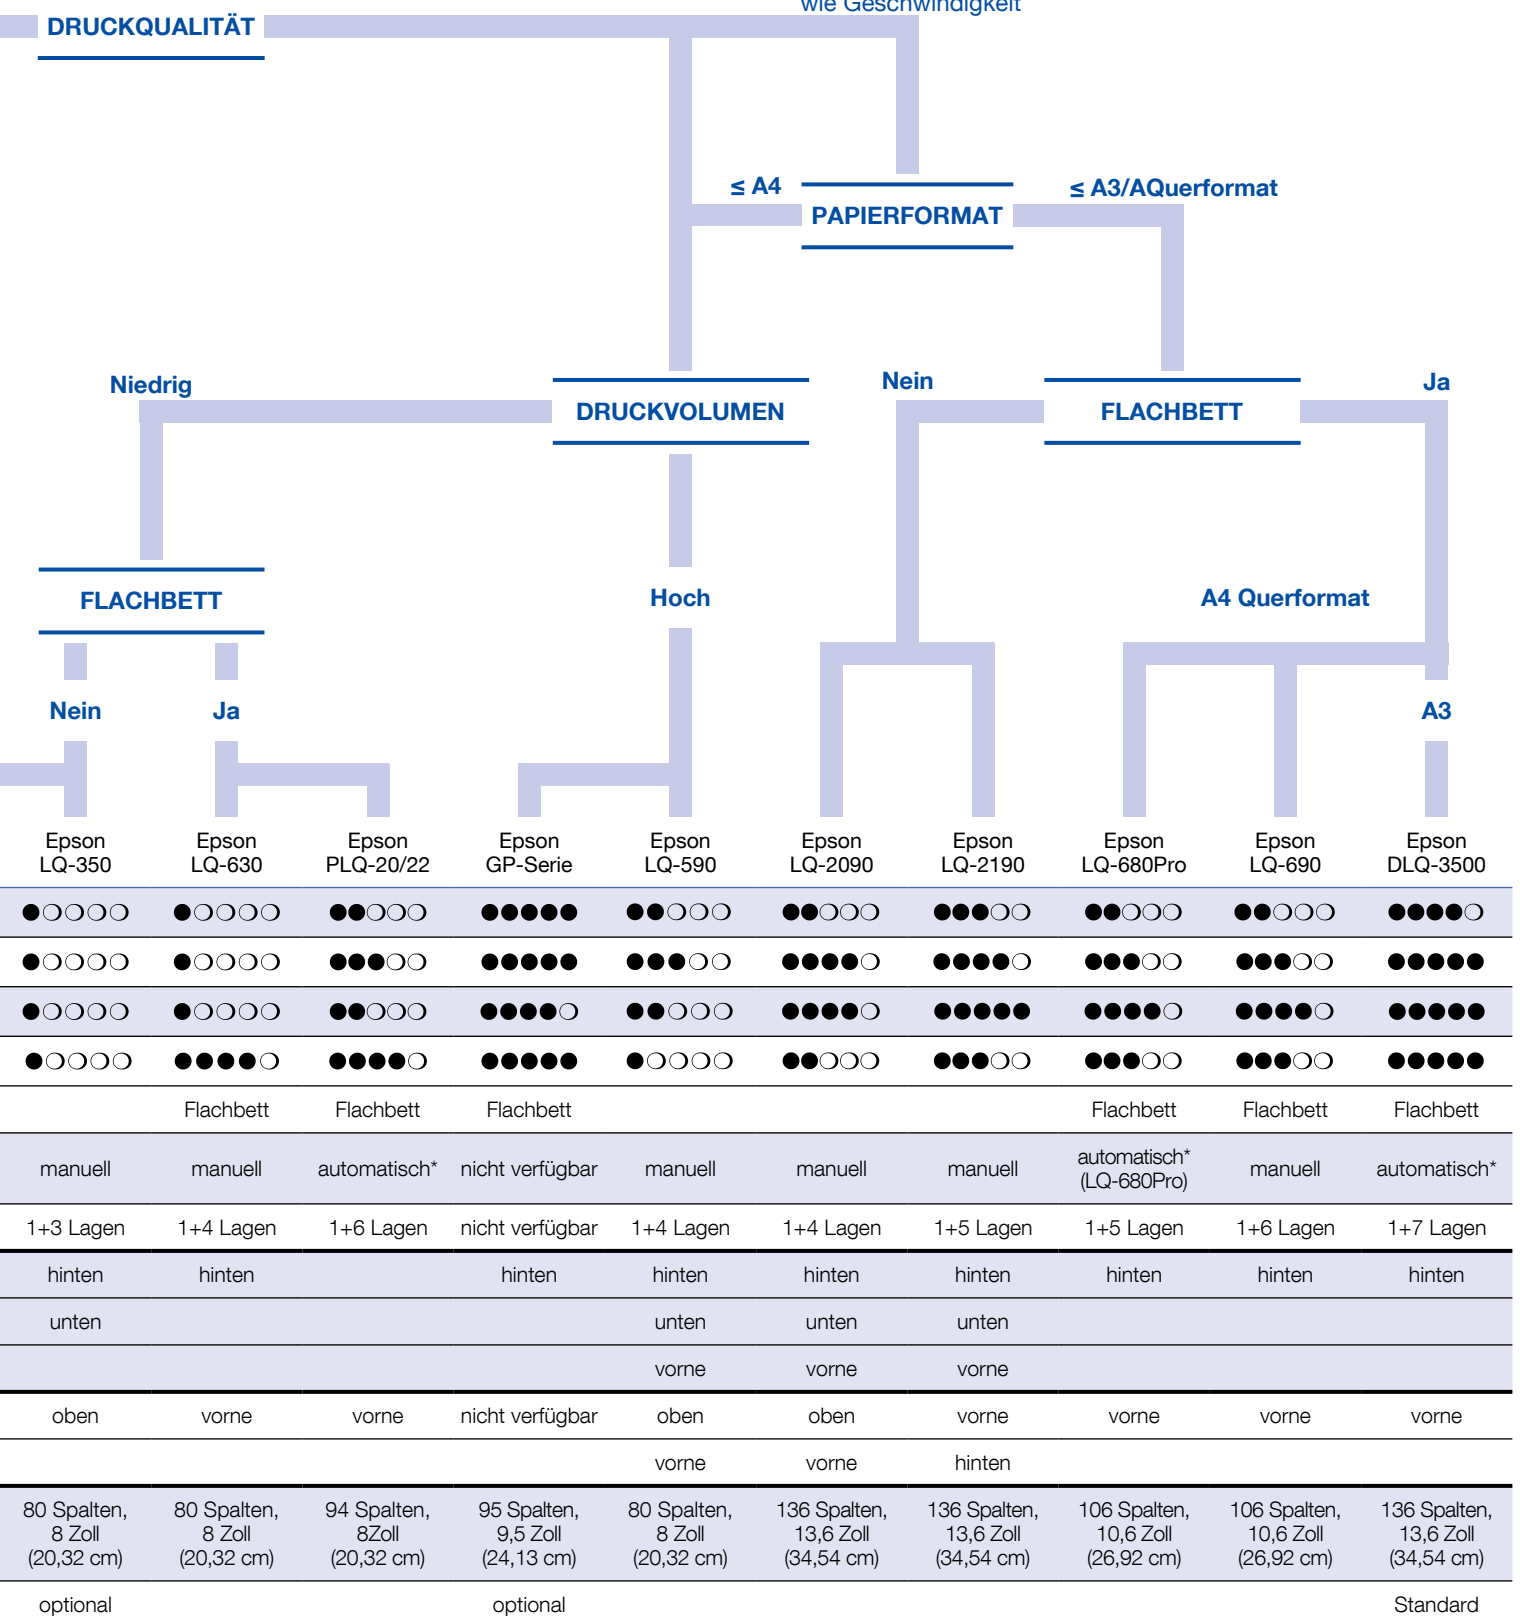 wie Geschwindigkeit
DRUCKQUALITÄT
≤ A4
≤ A3/AQuerformat
PAPIERFORMAT
Niedrig
Nein
Ja
DRUCKVOLUMEN
FLACHBETT
FLACHBETT
Hoch
A4 Querformat
Nein
Ja
A3
Epson LQ-350
Epson LQ-630
Epson PLQ-20/22
Epson GP-Serie
Epson LQ-590
Epson LQ-2090
Epson LQ-2190
Epson LQ-680Pro
Epson LQ-690
Epson DLQ-3500
Flachbett Flachbett Flachbett Flachbett Flachbett Flachbett
manuell manuell automatisch* nicht verfügbar manuell manuell manuell automatisch* (LQ-680Pro) manuell automatisch*
1+3 Lagen 1+4 Lagen 1+6 Lagen nicht verfügbar 1+4 Lagen 1+4 Lagen 1+5 Lagen 1+5 Lagen 1+6 Lagen 1+7 Lagen
hinten hinten hinten hinten hinten hinten hinten hinten hinten
unten unten unten unten
vorne vorne vorne
oben vorne vorne nicht verfügbar oben oben vorne vorne vorne vorne
vorne vorne hinten
80 Spalten, 80 Spalten, 94 Spalten, 95 Spalten, 80 Spalten, 136 Spalten, 136 Spalten, 106 Spalten, 106 Spalten, 136 Spalten,
8 Zoll 8 Zoll 8Zoll 9,5 Zoll 8 Zoll 13,6 Zoll 13,6 Zoll 10,6 Zoll 10,6 Zoll 13,6 Zoll
(20,32 cm) (20,32 cm) (20,32 cm) (24,13 cm) (20,32 cm) (34,54 cm) (34,54 cm) (26,92 cm) (26,92 cm) (34,54 cm)
optional optional Standard